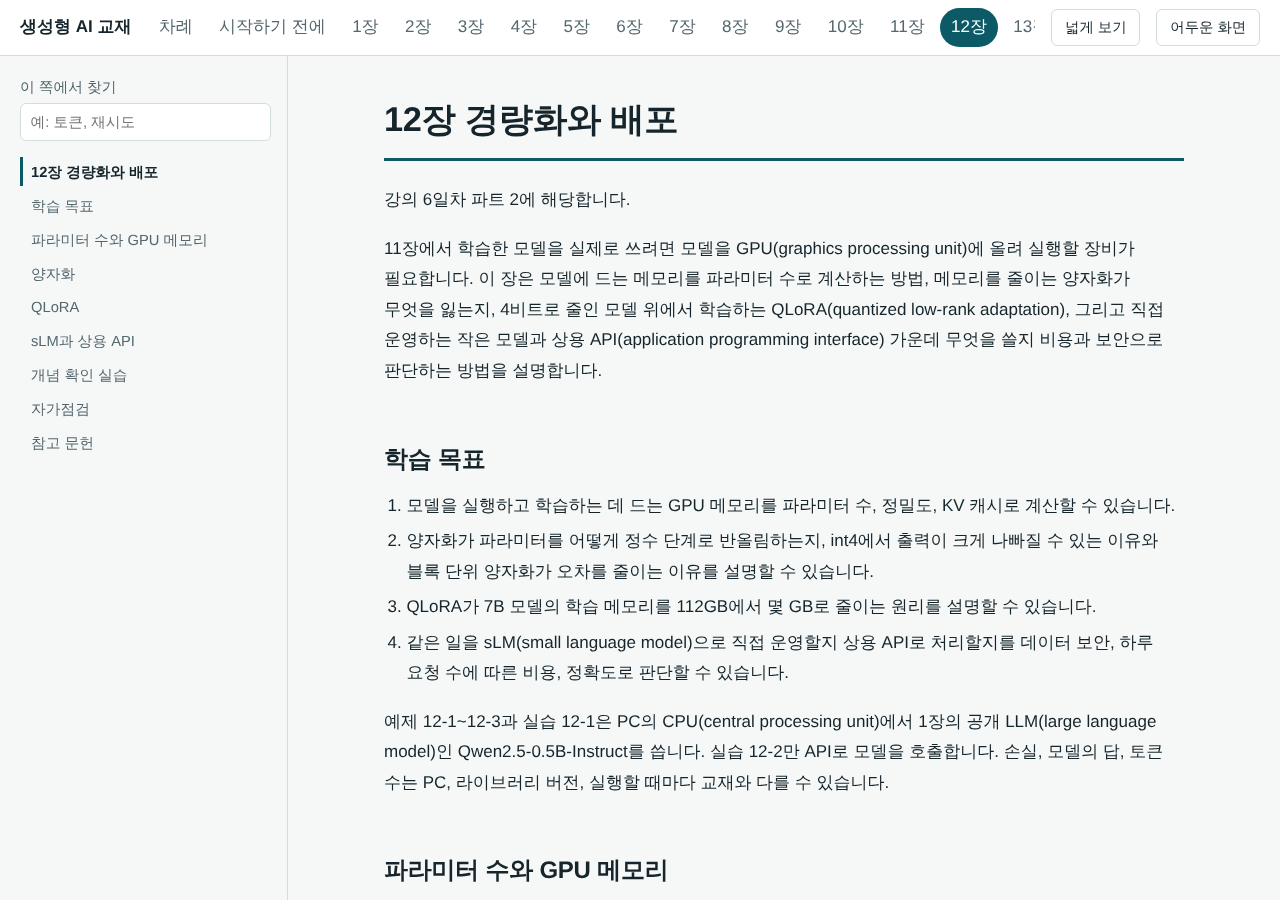 생성형 AI 교재 차례 시작하기 전에 1장 2장 3장 4장 5장 6장 7장 8장 9장 10장 11장 12장 13 넓게 보기 어두운 화면
이 쪽에서 찾기
예: 토큰, 재시도
12장 경량화와 배포
학습 목표
파라미터 수와 GPU 메모리
양자화
QLoRA
sLM과 상용 API
개념 확인 실습
자가점검
참고 문헌
12장 경량화와 배포
강의 6일차 파트 2에 해당합니다.
11장에서 학습한 모델을 실제로 쓰려면 모델을 GPU(graphics processing unit)에 올려 실행할 장비가
필요합니다. 이 장은 모델에 드는 메모리를 파라미터 수로 계산하는 방법, 메모리를 줄이는 양자화가
무엇을 잃는지, 4비트로 줄인 모델 위에서 학습하는 QLoRA(quantized low-rank adaptation), 그리고 직접
운영하는 작은 모델과 상용 API(application programming interface) 가운데 무엇을 쓸지 비용과 보안으로
판단하는 방법을 설명합니다.
학습 목표
1. 모델을 실행하고 학습하는 데 드는 GPU 메모리를 파라미터 수, 정밀도, KV 캐시로 계산할 수 있습니다.
2. 양자화가 파라미터를 어떻게 정수 단계로 반올림하는지, int4에서 출력이 크게 나빠질 수 있는 이유와
블록 단위 양자화가 오차를 줄이는 이유를 설명할 수 있습니다.
3. QLoRA가 7B 모델의 학습 메모리를 112GB에서 몇 GB로 줄이는 원리를 설명할 수 있습니다.
4. 같은 일을 sLM(small language model)으로 직접 운영할지 상용 API로 처리할지를 데이터 보안, 하루
요청 수에 따른 비용, 정확도로 판단할 수 있습니다.
예제 12-1~12-3과 실습 12-1은 PC의 CPU(central processing unit)에서 1장의 공개 LLM(large language
model)인 Qwen2.5-0.5B-Instruct를 씁니다. 실습 12-2만 API로 모델을 호출합니다. 손실, 모델의 답, 토큰
수는 PC, 라이브러리 버전, 실행할 때마다 교재와 다를 수 있습니다.
파라미터 수와 GPU 메모리